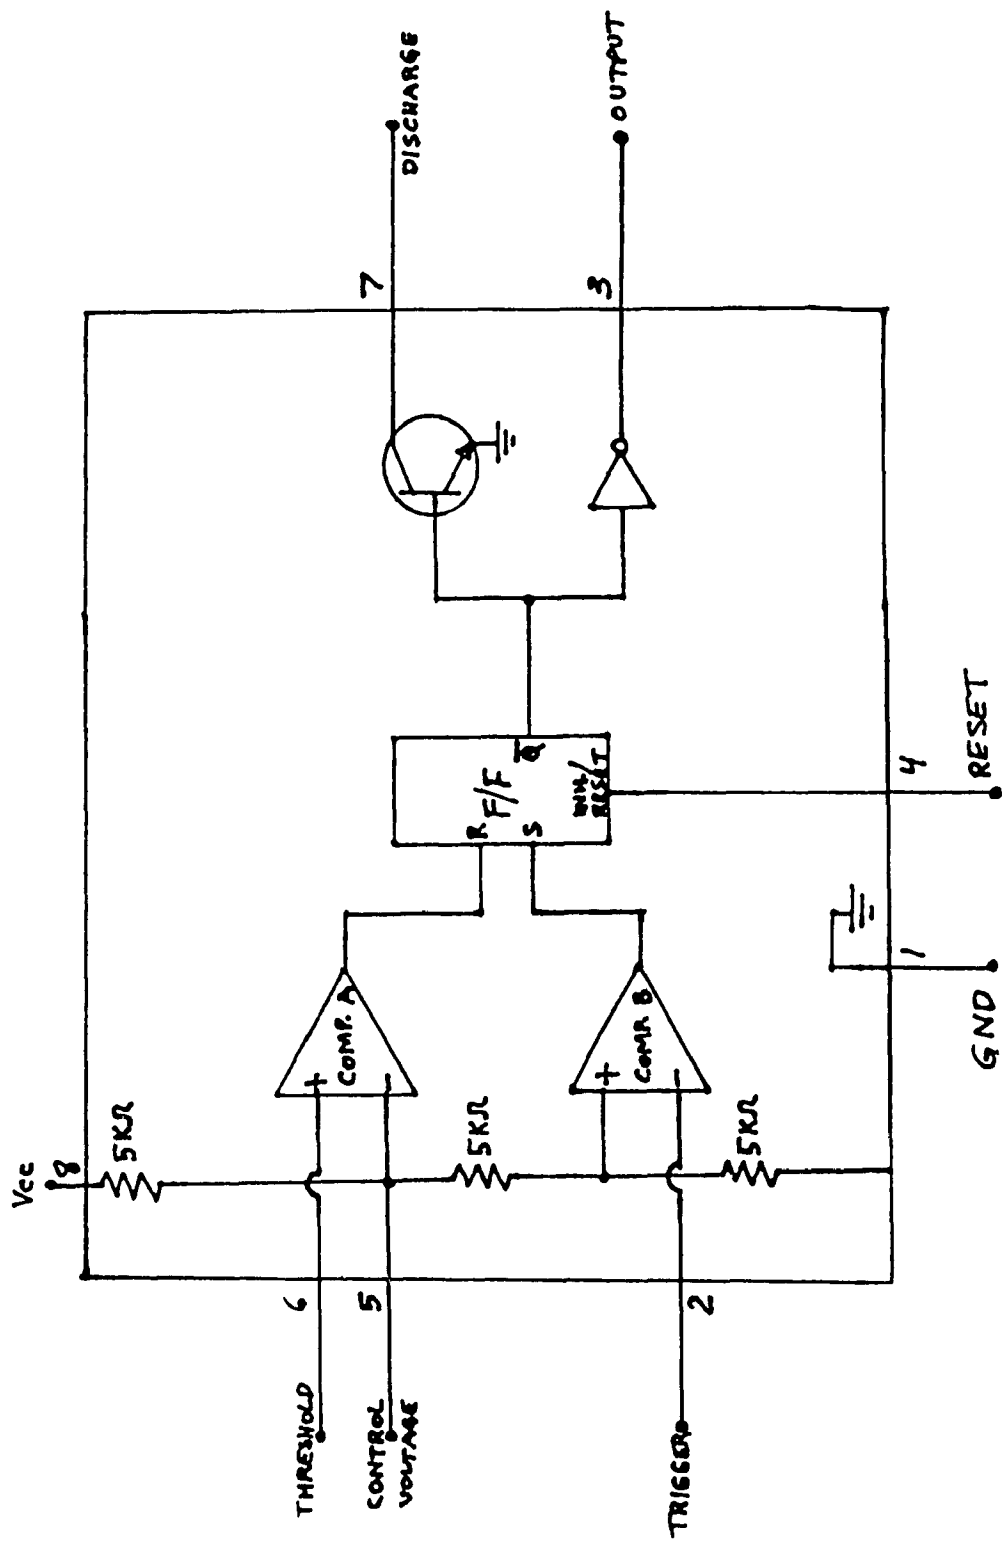 Vcc
8
5KΩ
THRESHOLD
6
+
COMP. A
-
CONTROL
VOLTAGE
5
5KΩ
R
F/F
S
Q̅
7
DISCHARGE
+
COMP. B
-
TRIGGER
2
5KΩ
3
OUTPUT
1
GND
4
RESET